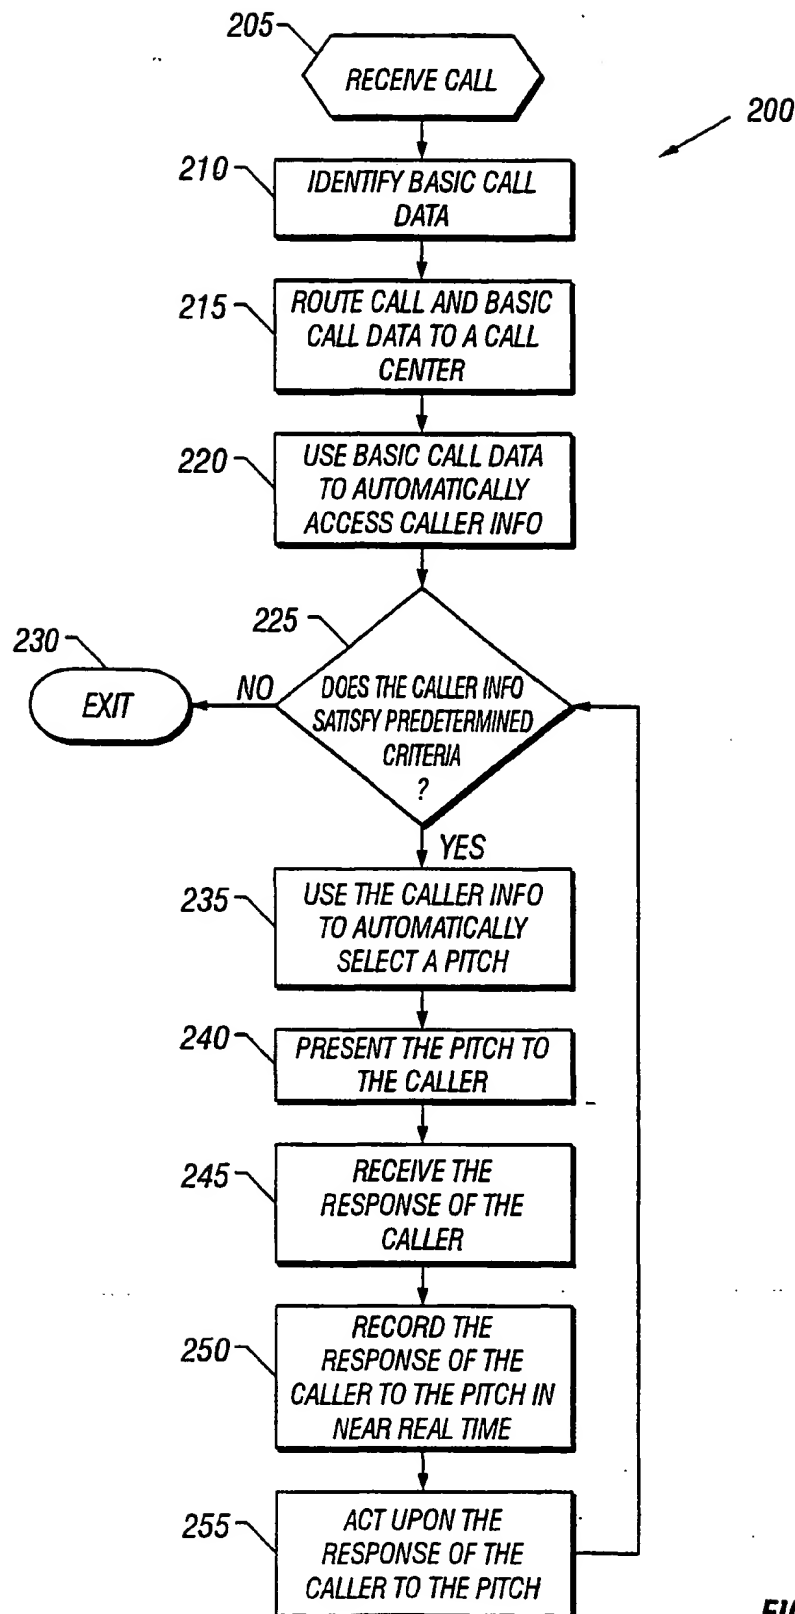 205
RECEIVE CALL
200
210
IDENTIFY BASIC CALL
DATA
215
ROUTE CALL AND BASIC
CALL DATA TO A CALL
CENTER
220
USE BASIC CALL DATA
TO AUTOMATICALLY
ACCESS CALLER INFO
225
230
EXIT
NO
DOES THE CALLER INFO
SATISFY PREDETERMINED
CRITERIA
?
YES
235
USE THE CALLER INFO
TO AUTOMATICALLY
SELECT A PITCH
240
PRESENT THE PITCH TO
THE CALLER
245
RECEIVE THE
RESPONSE OF THE
CALLER
250
RECORD THE
RESPONSE OF THE
CALLER TO THE PITCH IN
NEAR REAL TIME
255
ACT UPON THE
RESPONSE OF THE
CALLER TO THE PITCH